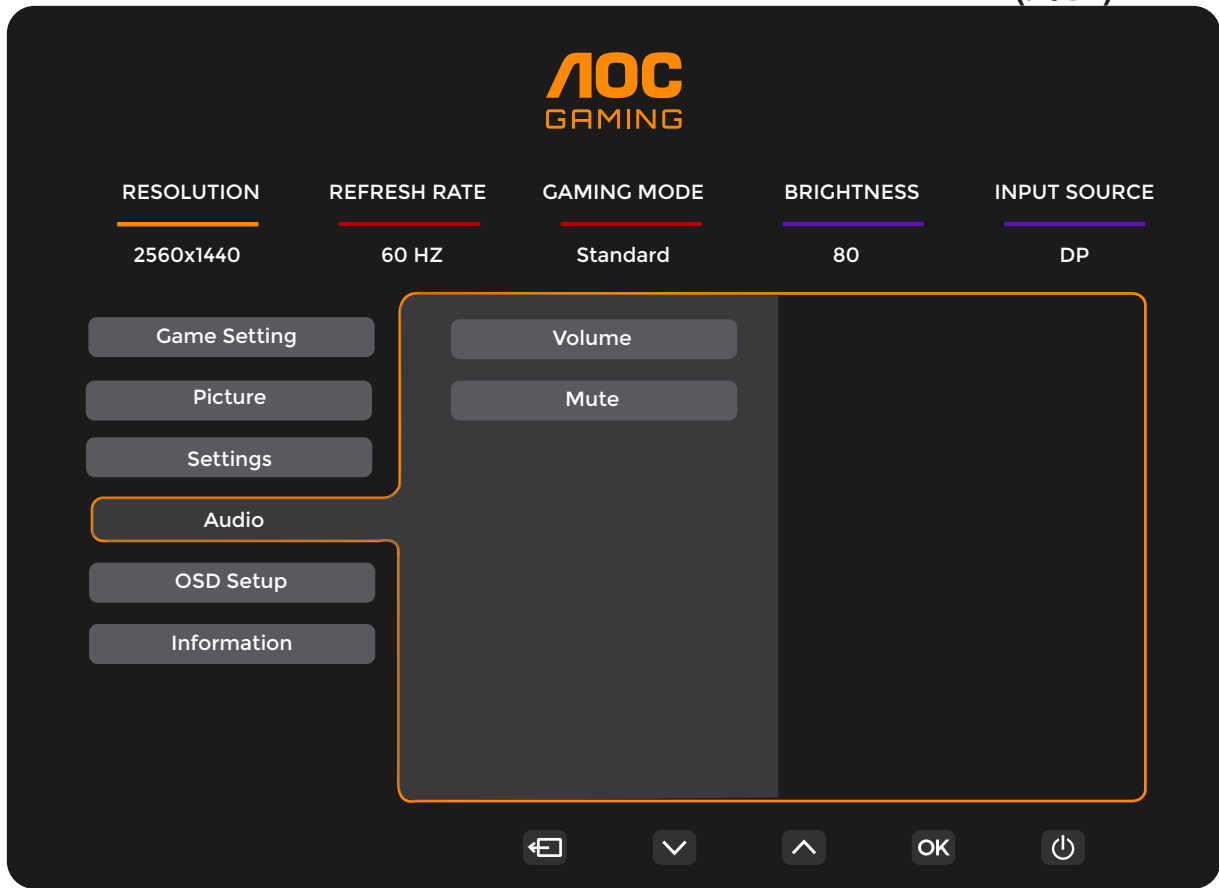 AOC
GAMING
RESOLUTION REFRESH RATE GAMING MODE BRIGHTNESS INPUT SOURCE
2560x1440 60 HZ Standard 80 DP
Game Setting Volume
Picture Mute
Settings
Audio
OSD Setup
Information
OK